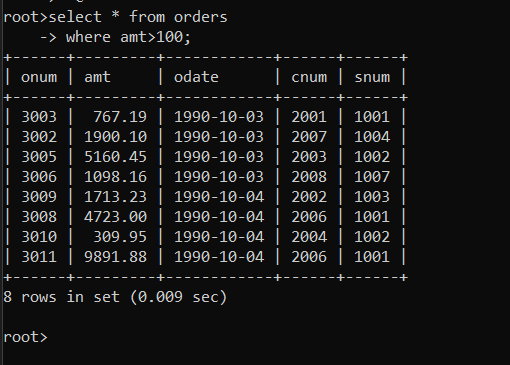 root>select * from orders
    -> where amt>100;
+------+---------+------------+------+------+
| onum | amt     | odate      | cnum | snum |
+------+---------+------------+------+------+
| 3003 |  767.19 | 1990-10-03 | 2001 | 1001 |
| 3002 | 1900.10 | 1990-10-03 | 2007 | 1004 |
| 3005 | 5160.45 | 1990-10-03 | 2003 | 1002 |
| 3006 | 1098.16 | 1990-10-03 | 2008 | 1007 |
| 3009 | 1713.23 | 1990-10-04 | 2002 | 1003 |
| 3008 | 4723.00 | 1990-10-04 | 2006 | 1001 |
| 3010 |  309.95 | 1990-10-04 | 2004 | 1002 |
| 3011 | 9891.88 | 1990-10-04 | 2006 | 1001 |
+------+---------+------------+------+------+
8 rows in set (0.009 sec)
root>